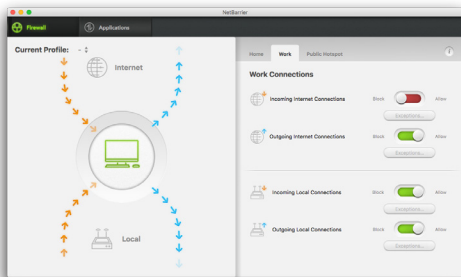 NetBarrier
Firewall
Applications
Current Profile: -
Internet
Local
Home
Work
Public Hotspot
Work Connections
Incoming Internet Connections
Block
Allow
Exceptions...
Outgoing Internet Connections
Block
Allow
Exceptions...
Incoming Local Connections
Block
Allow
Exceptions...
Outgoing Local Connections
Block
Allow
Exceptions...